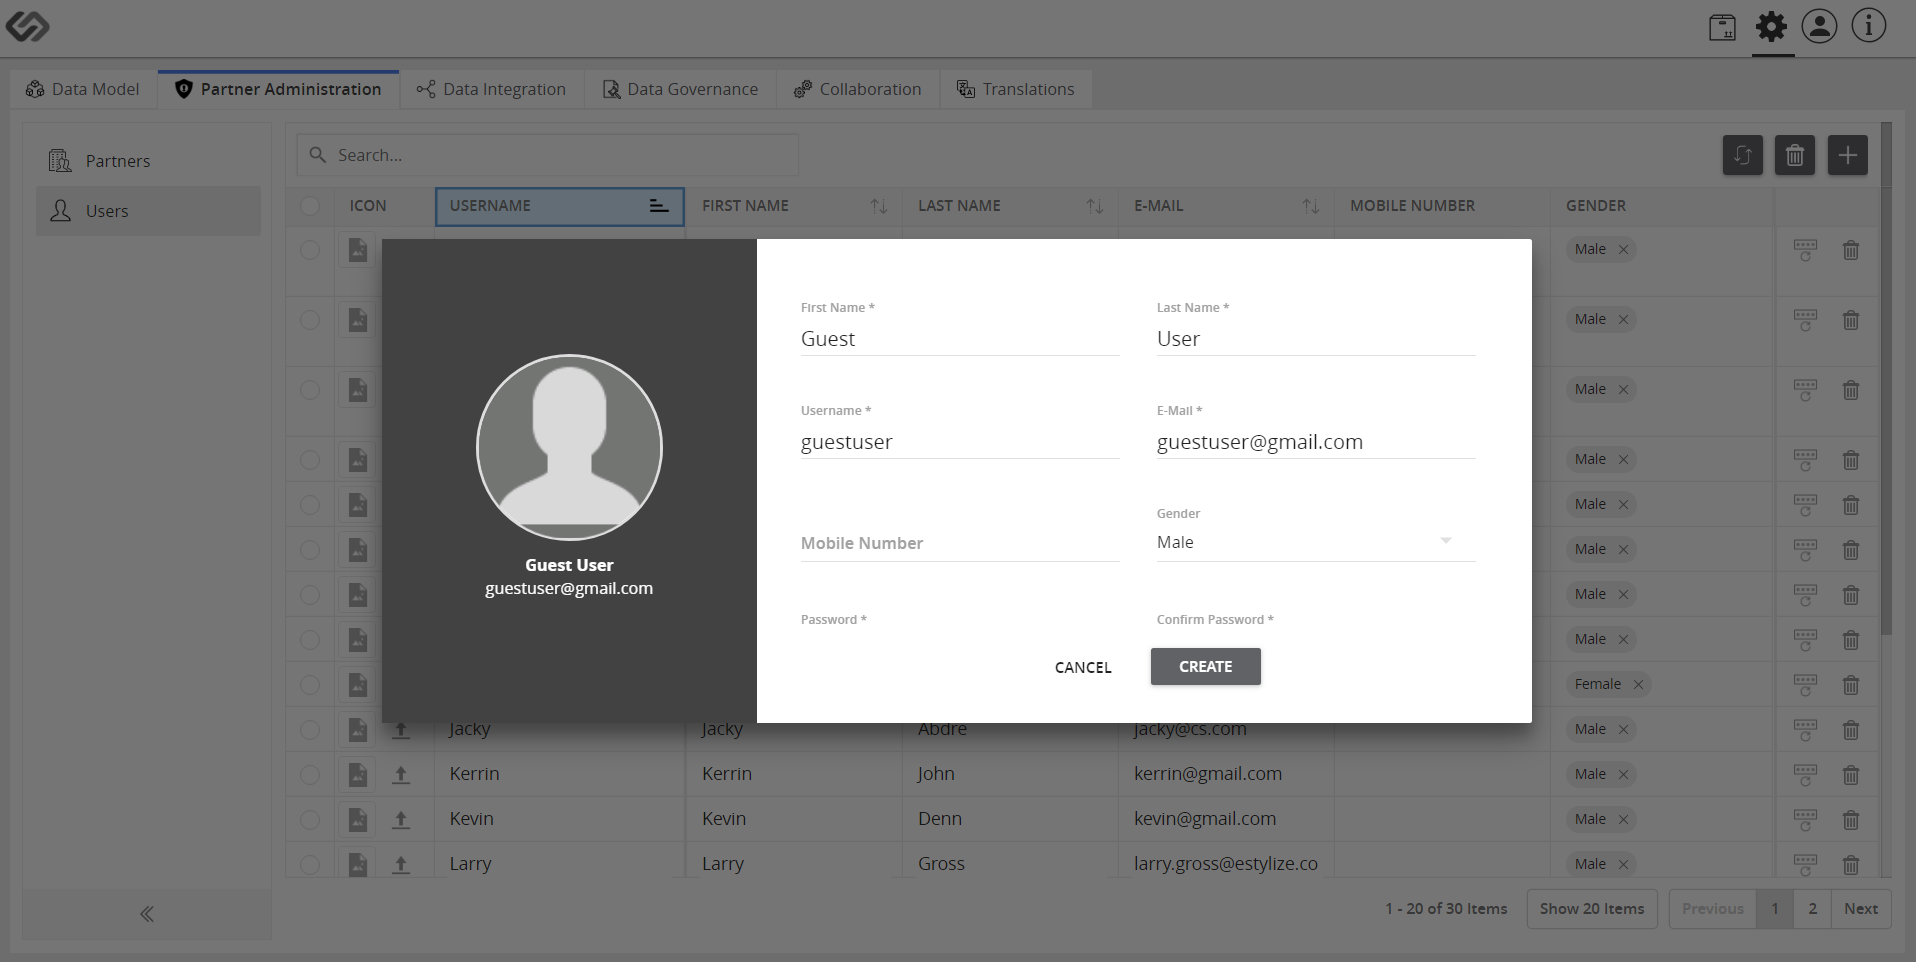 Data Model
Partner Administration
Data Integration
Data Governance
Collaboration
Translations
Partners
Users
Search...
ICON USERNAME FIRST NAME LAST NAME E-MAIL MOBILE NUMBER GENDER
Male
Male
Male
Male
Male
Male
Male
Male
Female
First Name *
Guest
Last Name *
User
Username *
guestuser
E-Mail *
guestuser@gmail.com
Mobile Number
Gender
Male
Password *
Confirm Password *
CANCEL
CREATE
Guest User
guestuser@gmail.com
Jacky Jacky Abdre jacky@cs.com Male
Kerrin Kerrin John kerrin@gmail.com Male
Kevin Kevin Denn kevin@gmail.com Male
Larry Larry Gross larry.gross@estylize.co Male
1 - 20 of 30 Items
Show 20 Items
Previous 1 2 Next